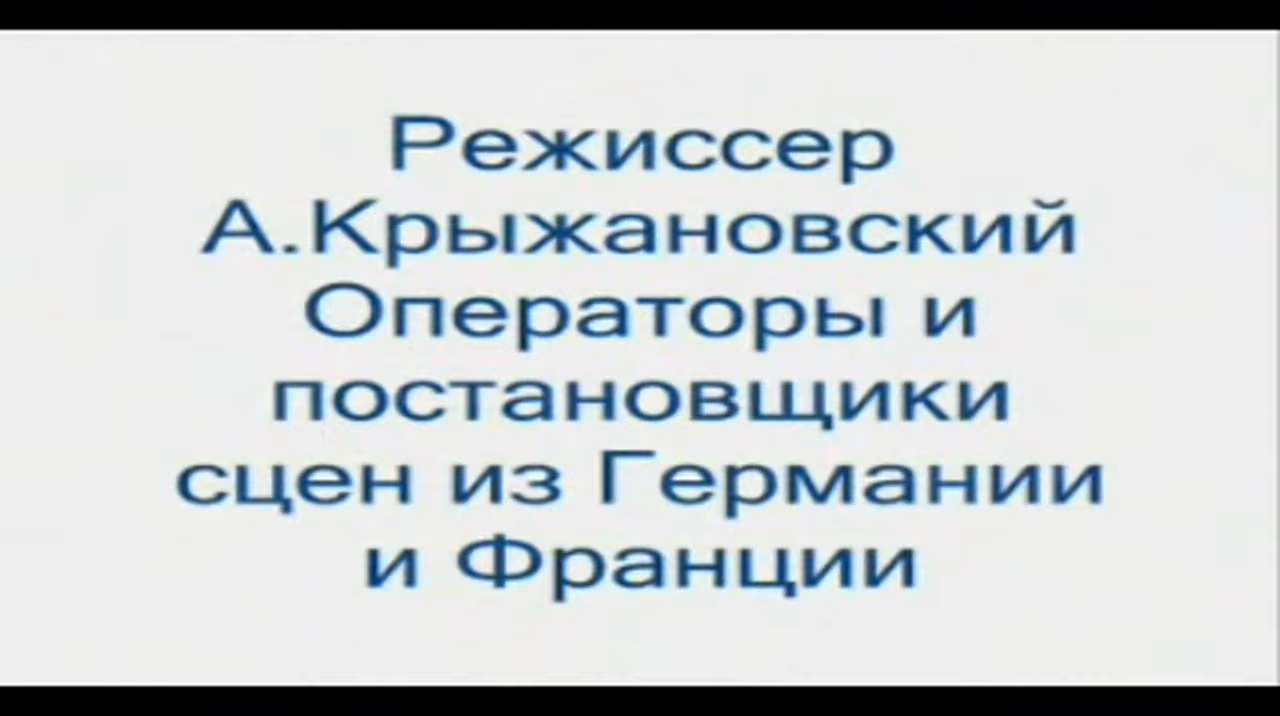 Режиссер
А.Крыжановский
Операторы и
постановщики
сцен из Германии
и Франции